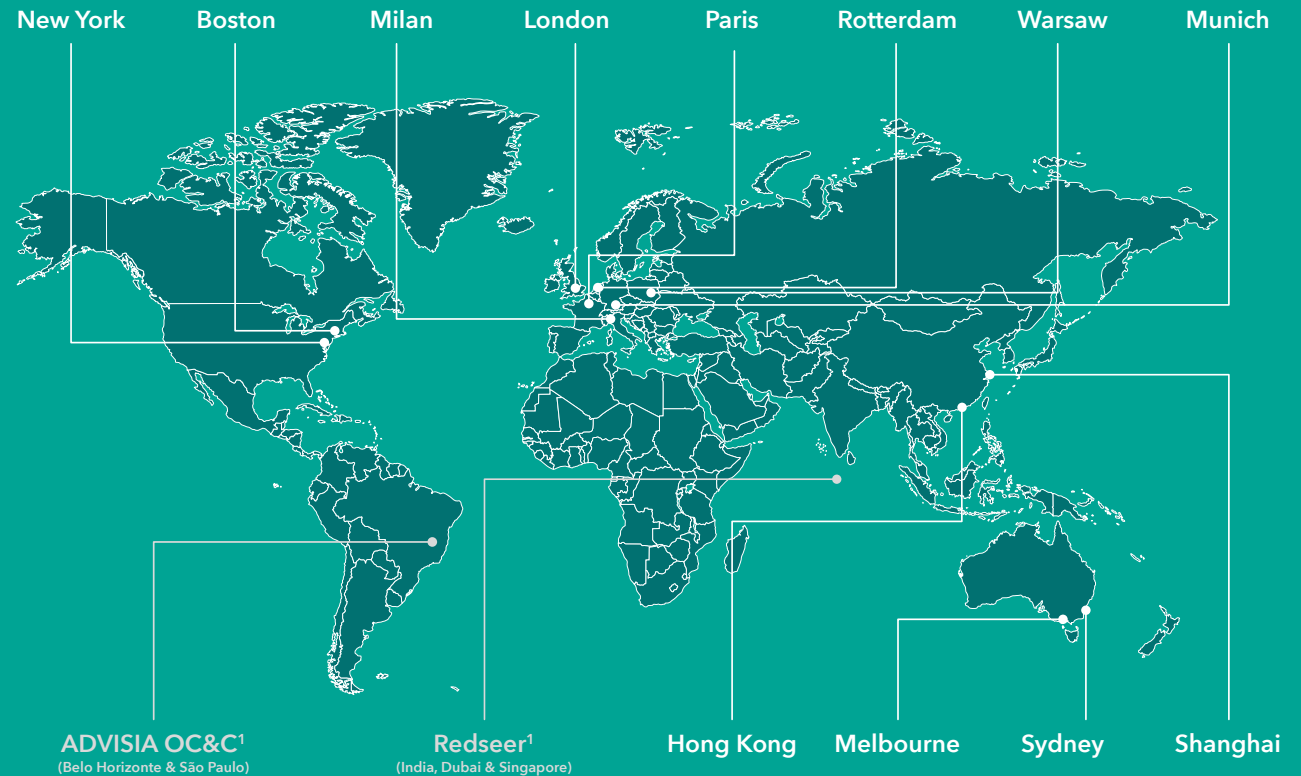 New York
Boston
Milan
London
Paris
Rotterdam
Warsaw
Munich
ADVISIA OC&C¹
(Belo Horizonte & São Paulo)
Redseer¹
(India, Dubai & Singapore)
Hong Kong
Melbourne
Sydney
Shanghai